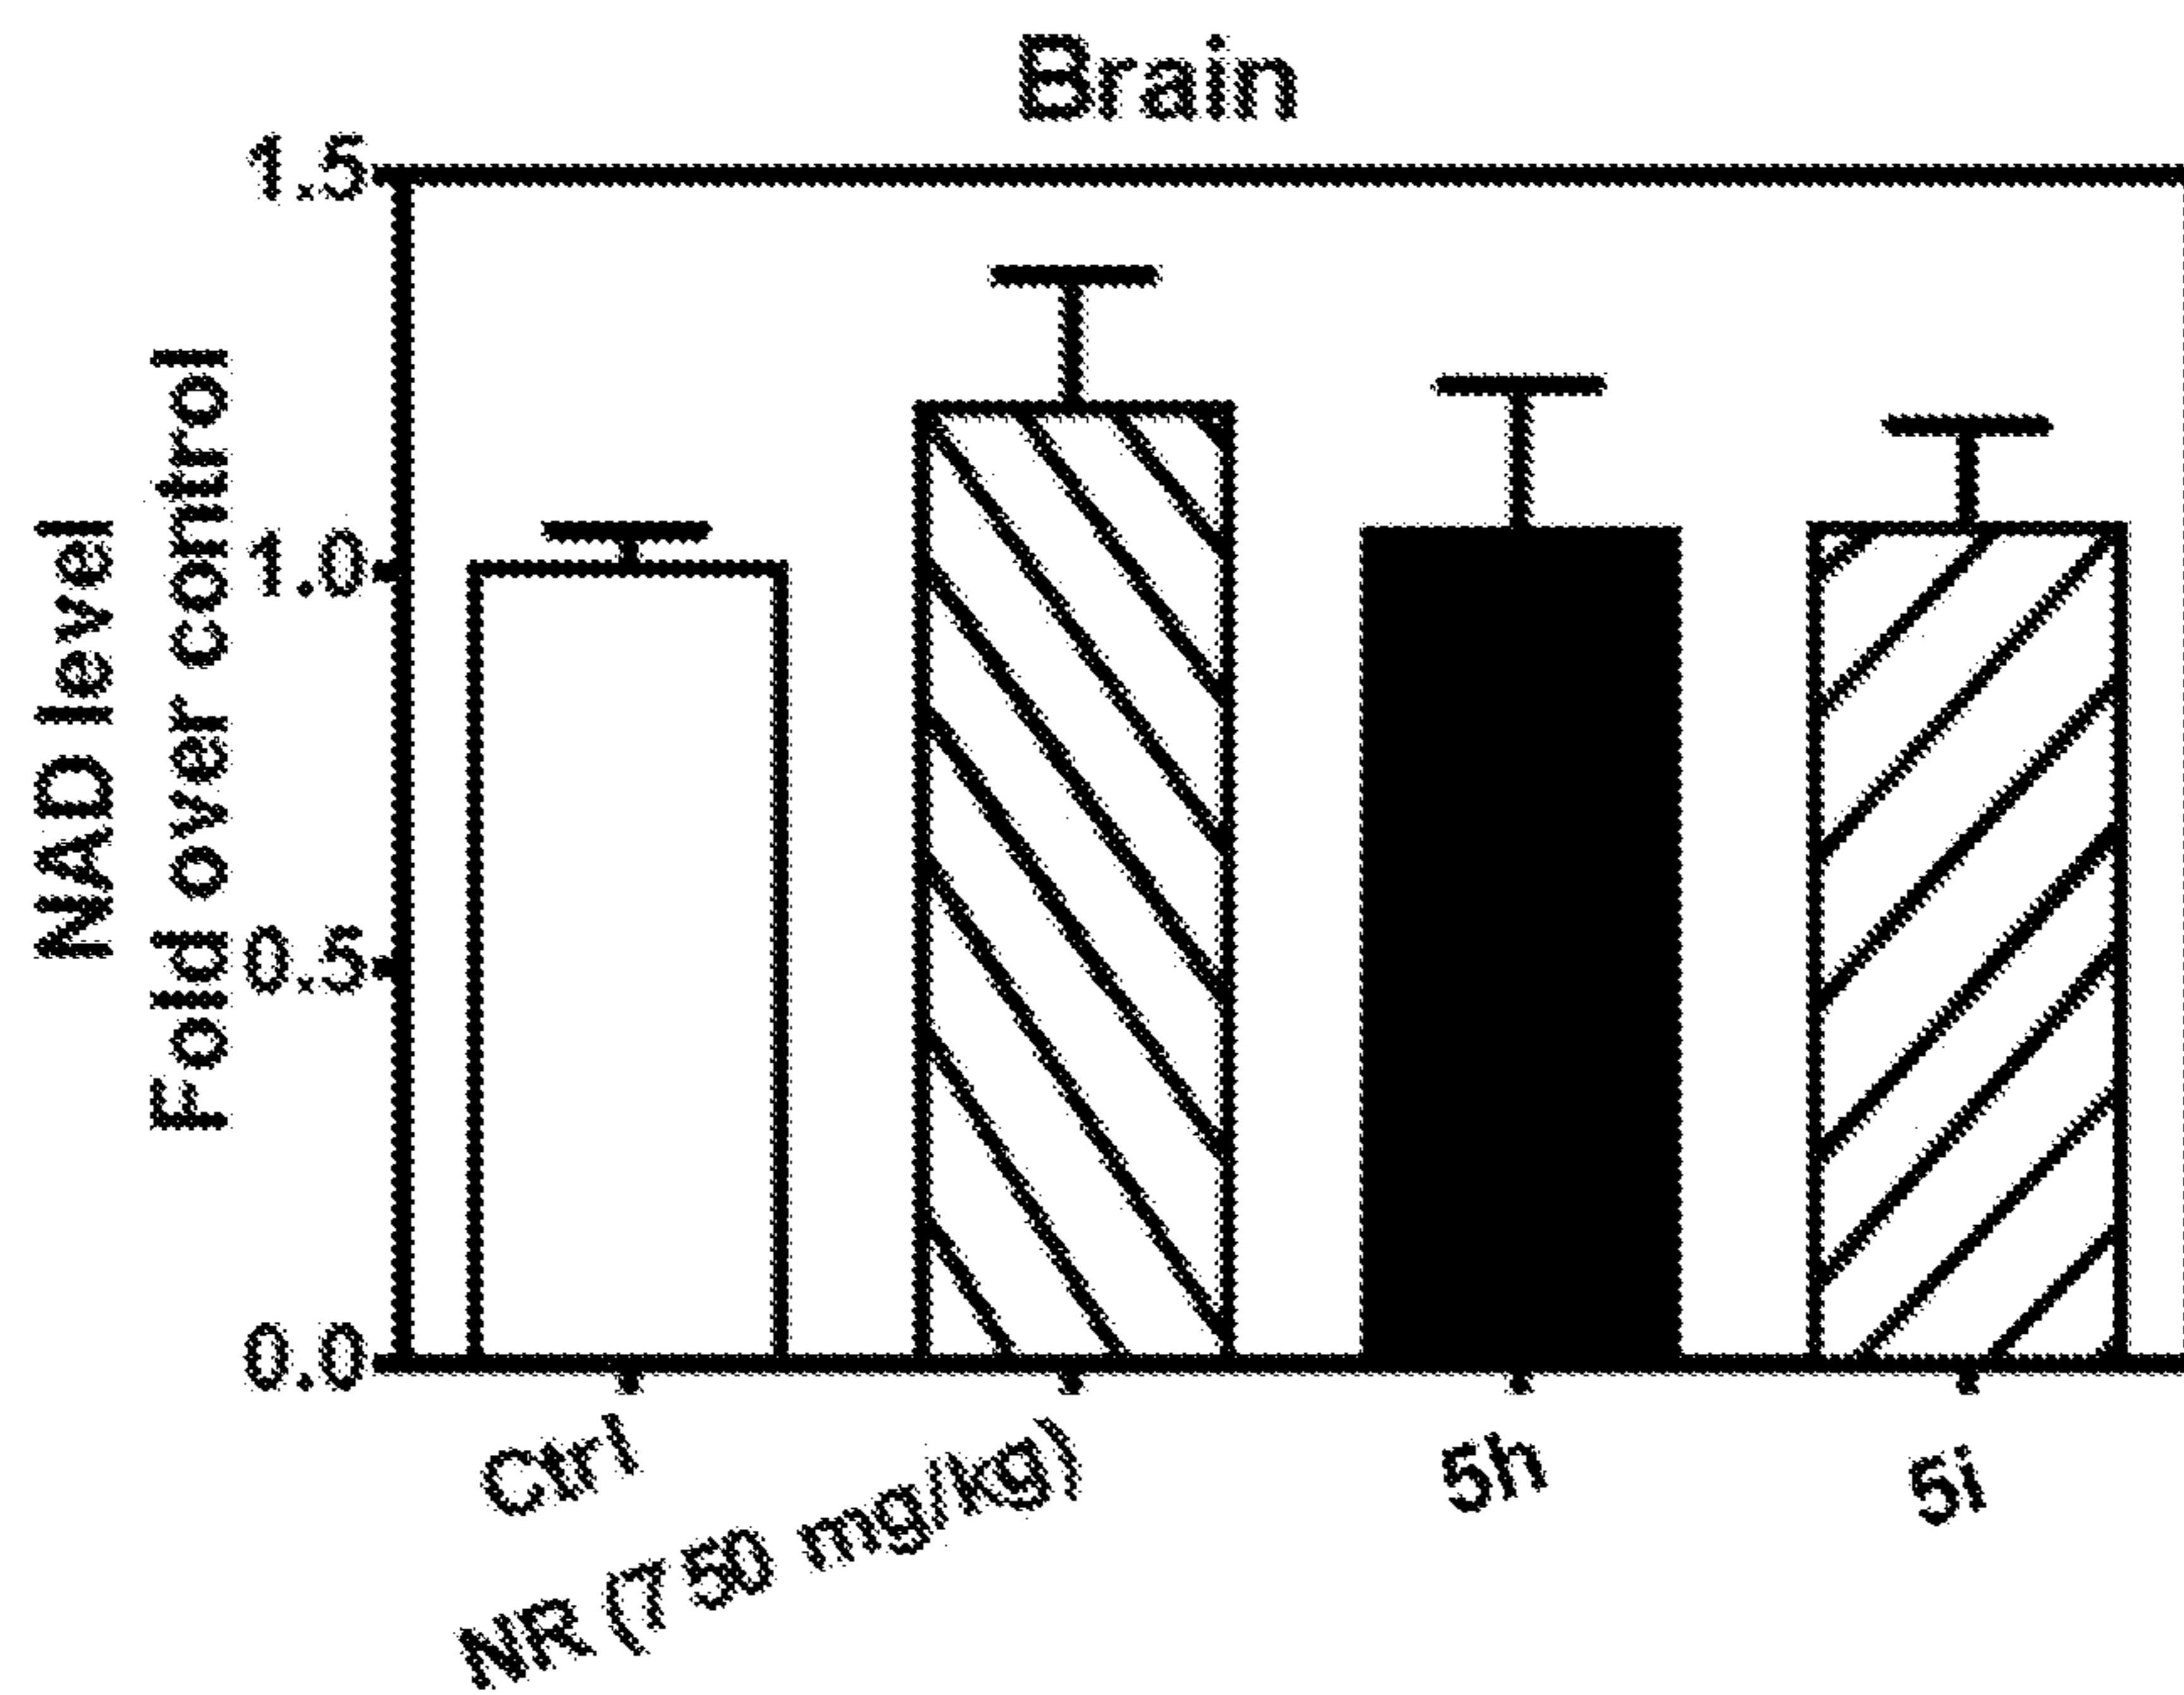 Brain
NAD level
Fold over control
1.5
1.0
0.5
0.0
Ctrl
NR (750 mg/kg)
5h
5i